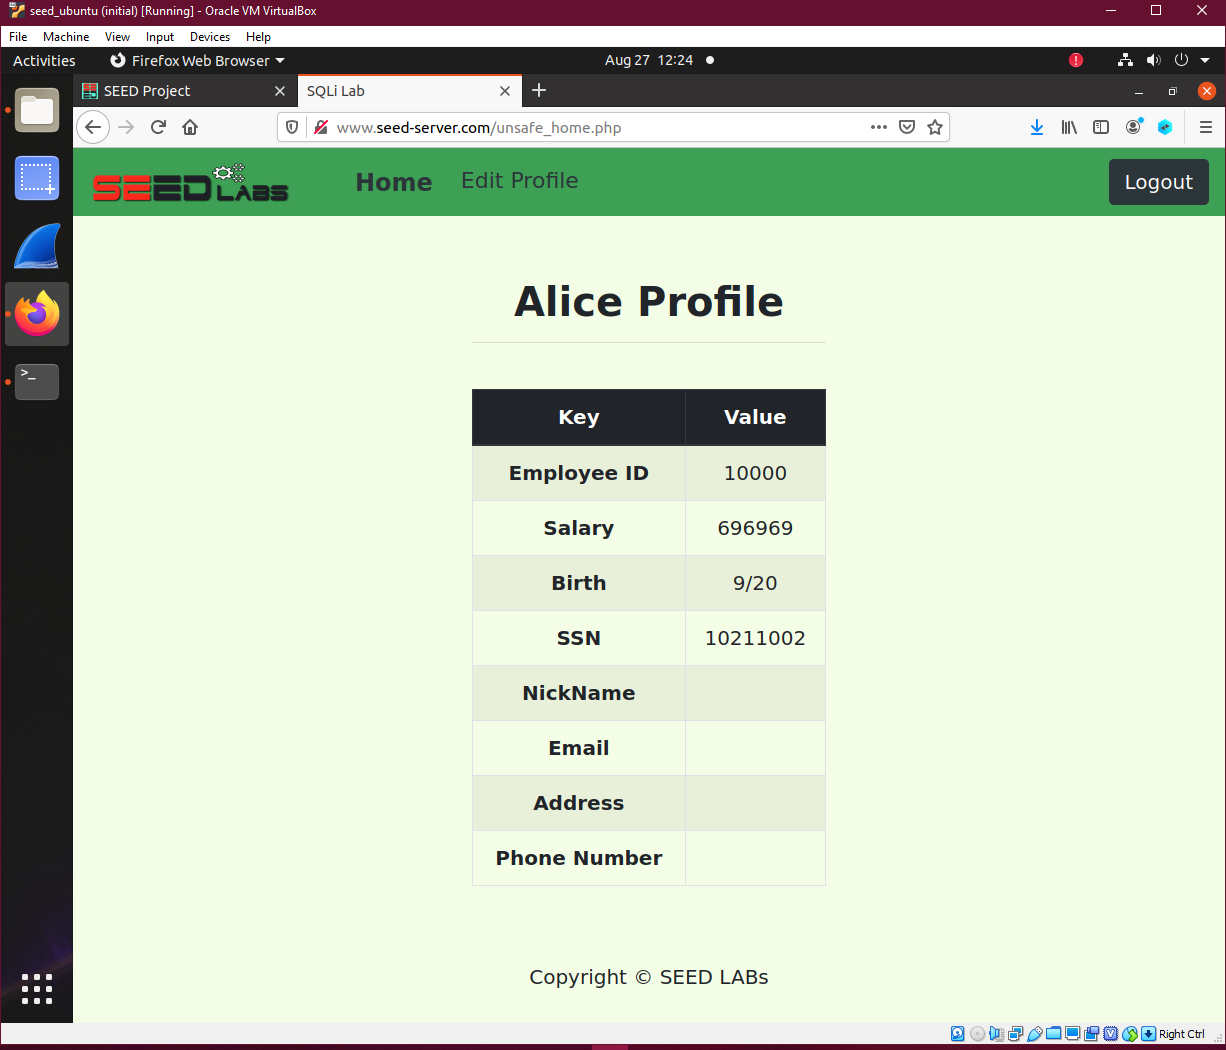 seed_ubuntu (initial) [Running] - Oracle VM VirtualBox
File Machine View Input Devices Help
Activities Firefox Web Browser Aug 27 12:24
SEED Project SQLi Lab
www.seed-server.com/unsafe_home.php
SEED LABS Home Edit Profile Logout
Alice Profile
Key Value
Employee ID 10000
Salary 696969
Birth 9/20
SSN 10211002
NickName
Email
Address
Phone Number
Copyright © SEED LABs
Right Ctrl